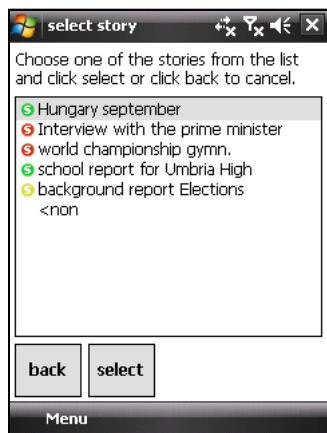 select story
Choose one of the stories from the list
and click select or click back to cancel.
Hungary september
Interview with the prime minister
world championship gymn.
school report for Umbria High
background report Elections
<non
back select
Menu